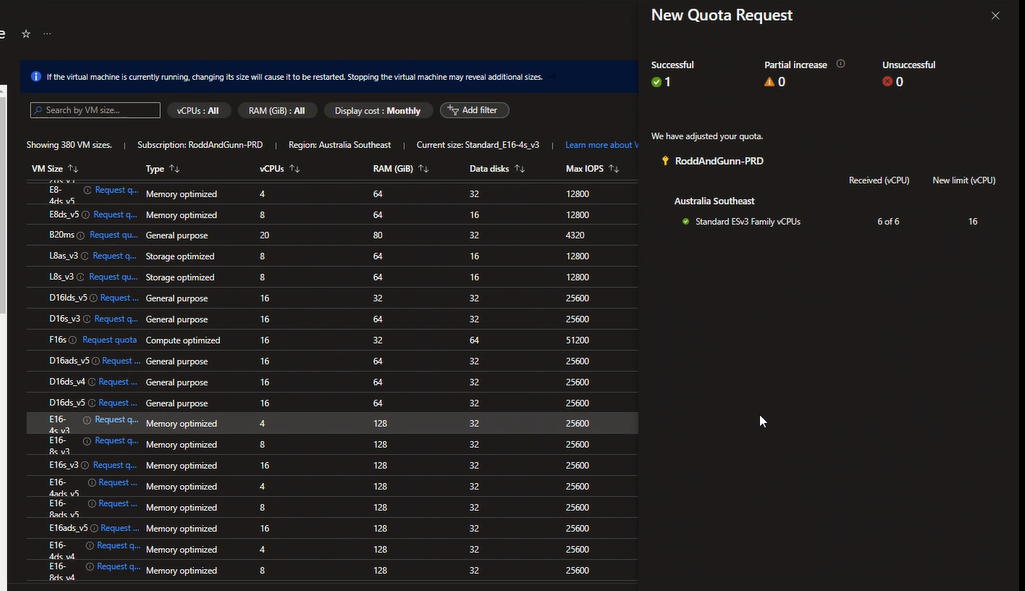 New Quota Request
Successful Partial increase Unsuccessful
1 0 0
If the virtual machine is currently running, changing its size will cause it to be restarted. Stopping the virtual machine may reveal additional sizes.
Search by VM size... vCPUs : All RAM (GiB) : All Display cost : Monthly Add filter
We have adjusted your quota.
Showing 380 VM sizes. | Subscription: RoddAndGunn-PRD | Region: Australia Southeast | Current size: Standard_E16-4s_v3 | Learn more about V
RoddAndGunn-PRD
VM Size Type vCPUs RAM (GiB) Data disks Max IOPS
Received (vCPU) New limit (vCPU)
Australia Southeast
Standard ESv3 Family vCPUs 6 of 6 16
E8-4ds_v5 Request q... Memory optimized 4 64 32 12800
E8ds_v5 Request q... Memory optimized 8 64 16 12800
B20ms Request qu... General purpose 20 80 32 4320
L8as_v3 Request q... Storage optimized 8 64 16 12800
L8s_v3 Request qu... Storage optimized 8 64 16 12800
D16lds_v5 Request ... General purpose 16 32 32 25600
D16s_v3 Request q... General purpose 16 64 32 25600
F16s Request quota Compute optimized 16 32 64 51200
D16ads_v5 Request ... General purpose 16 64 32 25600
D16ds_v4 Request ... General purpose 16 64 32 25600
D16ds_v5 Request ... General purpose 16 64 32 25600
E16-4s_v3 Request q... Memory optimized 4 128 32 25600
E16-8s_v3 Request q... Memory optimized 8 128 32 25600
E16s_v3 Request q... Memory optimized 16 128 32 25600
E16-4ads_v5 Request ... Memory optimized 4 128 32 25600
E16-8ads_v5 Request ... Memory optimized 8 128 32 25600
E16ads_v5 Request ... Memory optimized 16 128 32 25600
E16-4ds_v4 Request q... Memory optimized 4 128 32 25600
E16-8ds_v4 Request q... Memory optimized 8 128 32 25600